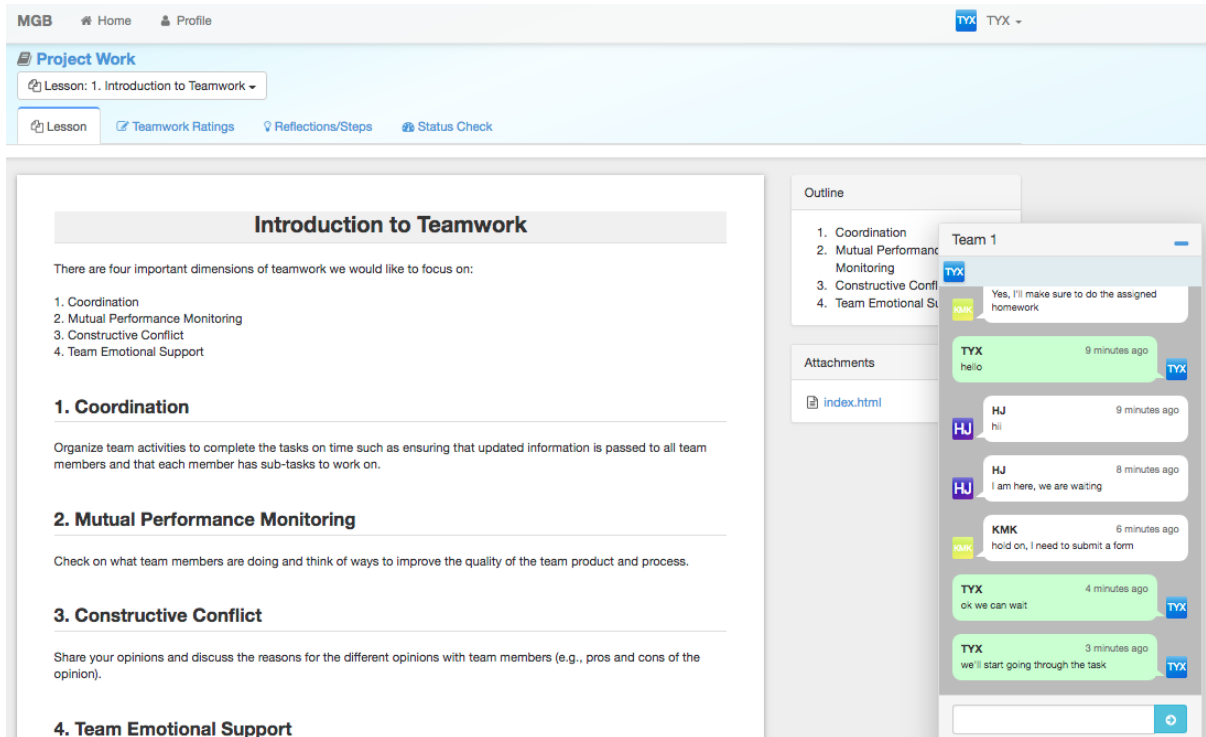 MGB Home Profile TYX TYX
Project Work
Lesson: 1. Introduction to Teamwork
Lesson Teamwork Ratings Reflections/Steps Status Check
Introduction to Teamwork
There are four important dimensions of teamwork we would like to focus on:
1. Coordination
2. Mutual Performance Monitoring
3. Constructive Conflict
4. Team Emotional Support
1. Coordination
Organize team activities to complete the tasks on time such as ensuring that updated information is passed to all team
members and that each member has sub-tasks to work on.
2. Mutual Performance Monitoring
Check on what team members are doing and think of ways to improve the quality of the team product and process.
3. Constructive Conflict
Share your opinions and discuss the reasons for the different opinions with team members (e.g., pros and cons of the
opinion).
4. Team Emotional Support
Outline
1. Coordination
2. Mutual Performanc
Monitoring
3. Constructive Confl
4. Team Emotional Su
Attachments
index.html
Team 1
TYX
Yes, I'll make sure to do the assigned
homework
KMK
TYX 9 minutes ago
hello
TYX
HJ 9 minutes ago
hii
HJ
HJ 8 minutes ago
I am here, we are waiting
HJ
KMK 6 minutes ago
hold on, I need to submit a form
KMK
TYX 4 minutes ago
ok we can wait
TYX
TYX 3 minutes ago
we'll start going through the task
TYX